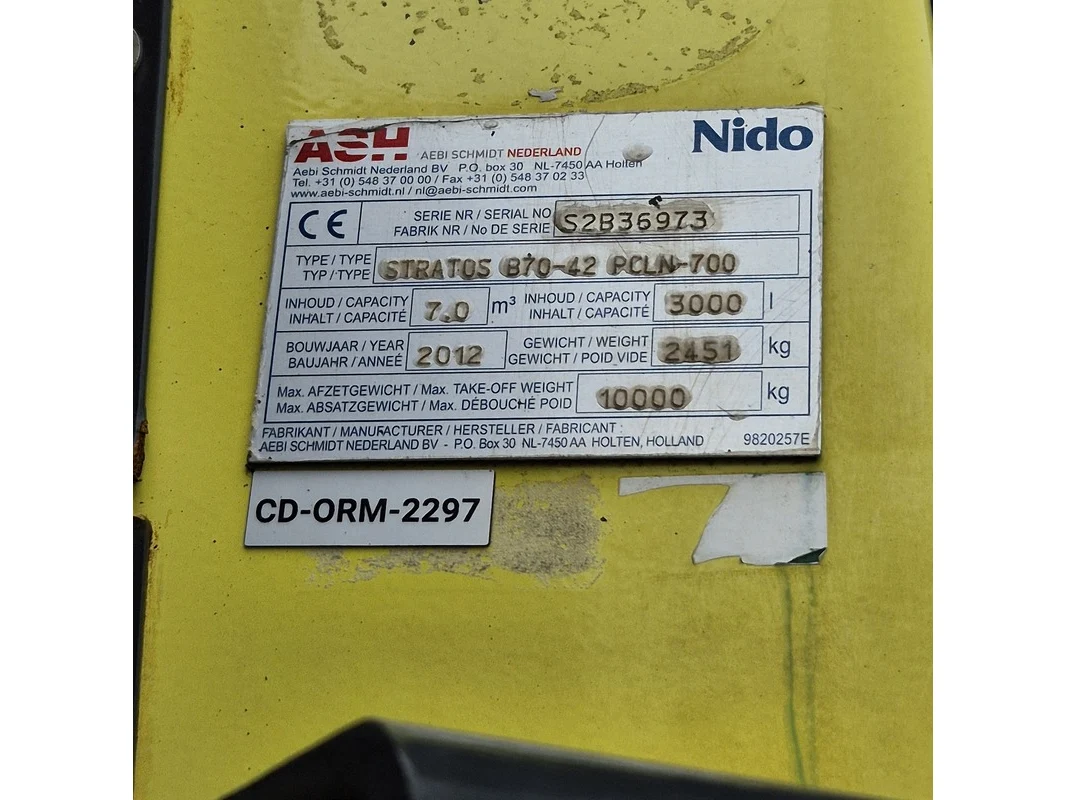 ASH AEBI SCHMIDT NEDERLAND Nido
Aebi Schmidt Nederland BV P.O. box 30 NL-7450 AA Holten
Tel. +31 (0) 548 37 00 00 / Fax +31 (0) 548 37 02 33
www.aebi-schmidt.nl / nl@aebi-schmidt.com
CE
SERIE NR / SERIAL NO S2B36973
FABRIK NR / No DE SERIE
TYPE / TYPE STRATOS B70-42 PCLN-700
TYP / TYPE
INHOUD / CAPACITY 7.0 m³ INHOUD / CAPACITY 3000 l
INHALT / CAPACITÉ INHALT / CAPACITÉ
BOUWJAAR / YEAR 2012 GEWICHT / WEIGHT 2451 kg
BAUJAHR / ANNEÉ GEWICHT / POID VIDE
Max. AFZETGEWICHT / Max. TAKE-OFF WEIGHT 10000 kg
Max. ABSATZGEWICHT / Max. DÉBOUCHÉ POID
FABRIKANT / MANUFACTURER / HERSTELLER / FABRICANT :
AEBI SCHMIDT NEDERLAND BV - P.O. Box 30 NL-7450 AA HOLTEN, HOLLAND 9820257E
CD-ORM-2297